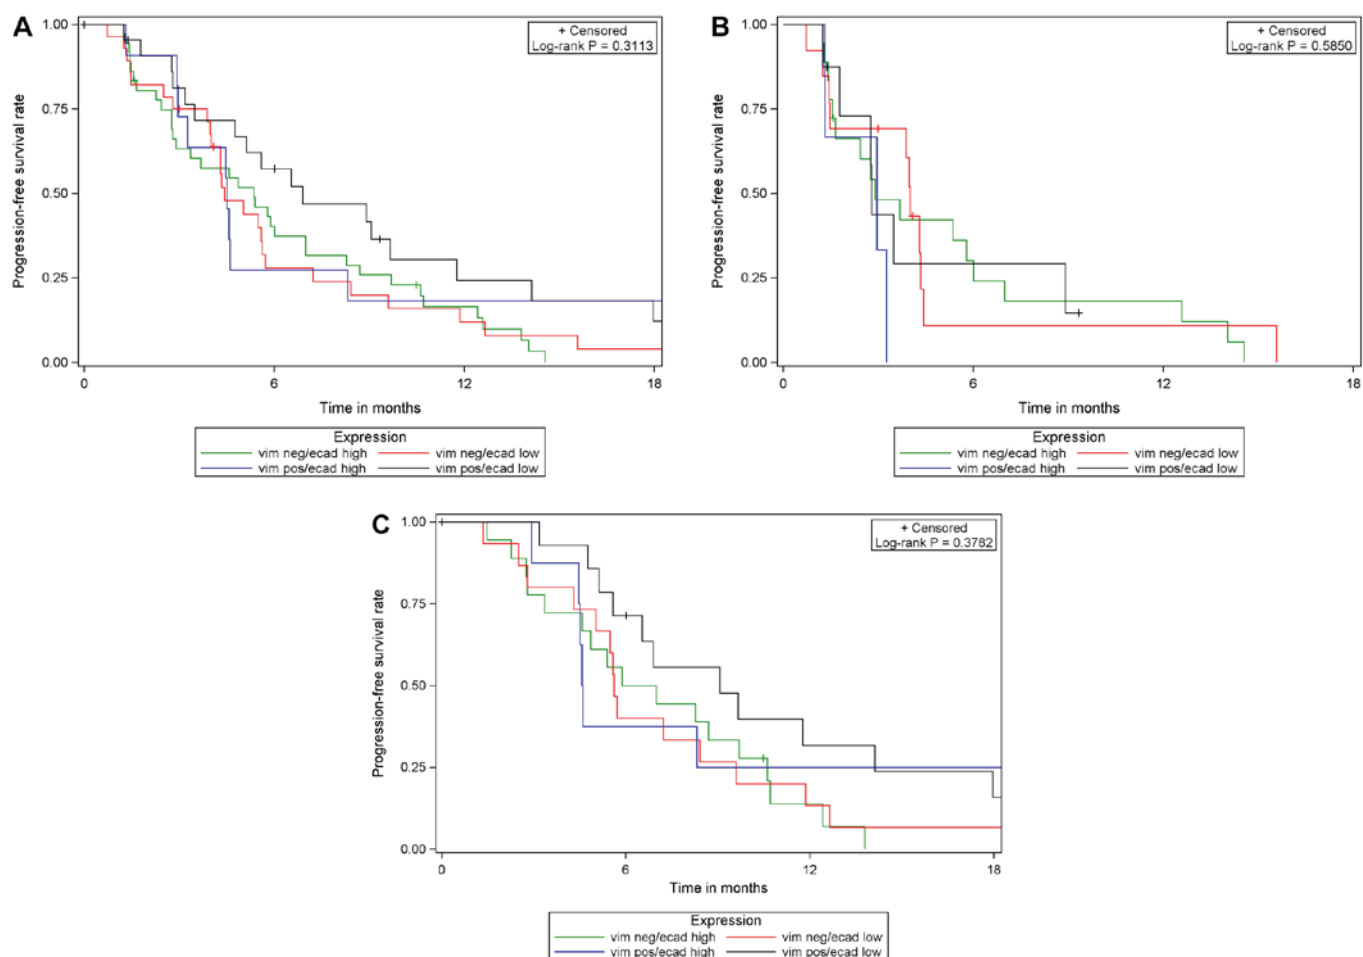 A
+ Censored
Log-rank P = 0.3113
Progression-free survival rate
1.00
0.75
0.50
0.25
0.00
0 6 12 18
Time in months
Expression
vim neg/ecad high vim neg/ecad low
vim pos/ecad high vim pos/ecad low
B
+ Censored
Log-rank P = 0.5850
Progression-free survival rate
1.00
0.75
0.50
0.25
0.00
0 6 12 18
Time in months
Expression
vim neg/ecad high vim neg/ecad low
vim pos/ecad high vim pos/ecad low
C
+ Censored
Log-rank P = 0.3782
Progression-free survival rate
1.00
0.75
0.50
0.25
0.00
0 6 12 18
Time in months
Expression
vim neg/ecad high vim neg/ecad low
vim pos/ecad high vim pos/ecad low